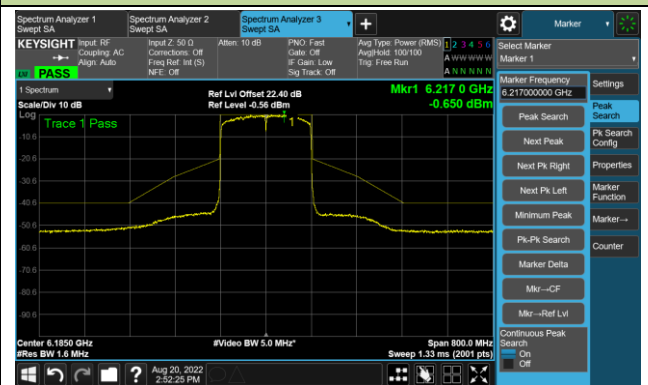 Spectrum Analyzer 1
Swept SA
Spectrum Analyzer 2
Swept SA
Spectrum Analyzer 3
Swept SA
Marker
KEYSIGHT
Input: RF
Coupling: AC
Align: Auto
Input Z: 50 Ω
Corrections: Off
Freq Ref: Int (S)
NFE: Off
Atten: 10 dB
PNO: Fast
Gate: Off
IF Gain: Low
Sig Track: Off
Avg Type: Power (RMS)
Avg|Hold: 100/100
Trig: Free Run
1 2 3 4 5 6
A W W W W W
A N N N N N
PASS
Select Marker
Marker 1
1 Spectrum
Scale/Div 10 dB
Log
Ref Lvl Offset 22.40 dB
Ref Level -0.56 dBm
Mkr1 6.217 0 GHz
-0.650 dBm
Trace 1 Pass
1
-10.6
-20.6
-30.6
-40.6
-50.6
-60.6
-70.6
-80.6
-90.6
Center 6.1850 GHz
#Res BW 1.6 MHz
#Video BW 5.0 MHz*
Span 800.0 MHz
Sweep 1.33 ms (2001 pts)
Marker Frequency
6.217000000 GHz
Peak Search
Next Peak
Next Pk Right
Next Pk Left
Minimum Peak
Pk-Pk Search
Marker Delta
Mkr→CF
Mkr→Ref Lvl
Continuous Peak
Search
On
Off
Settings
Peak
Search
Pk Search
Config
Properties
Marker
Function
Marker→
Counter
?
Aug 20, 2022
2:52:25 PM